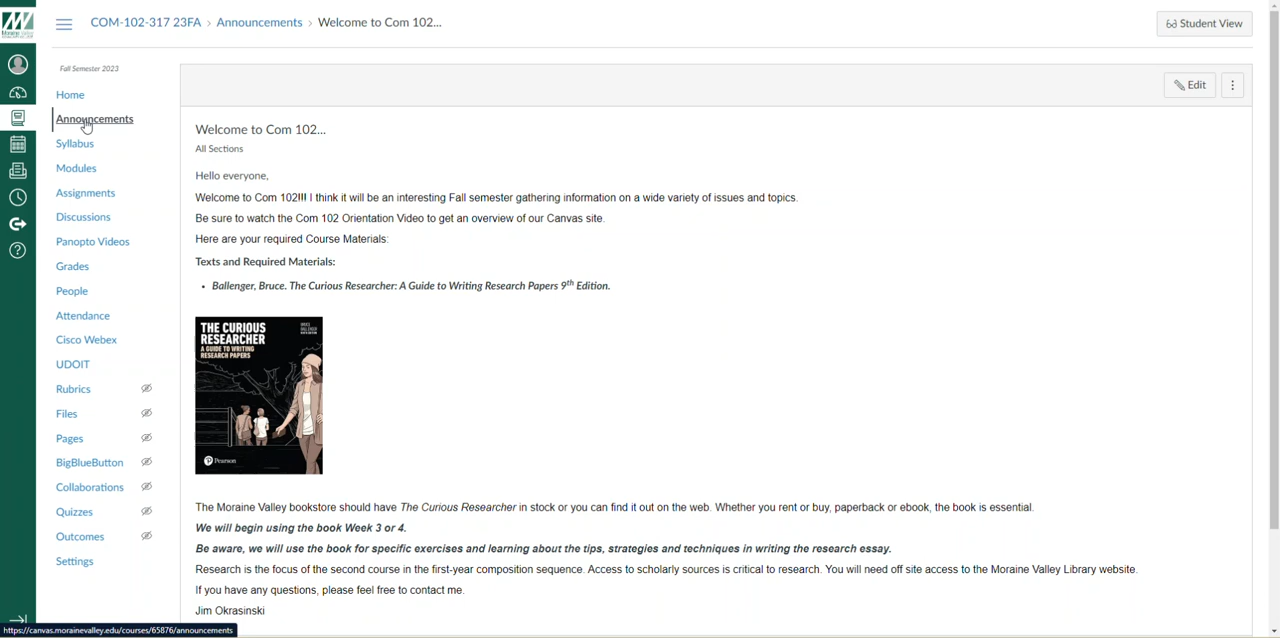 COM-102-317 23FA › Announcements › Welcome to Com 102...
Student View
Moraine Valley
Fall Semester 2023
Home
Announcements
Syllabus
Modules
Assignments
Discussions
Panopto Videos
Grades
People
Attendance
Cisco Webex
UDOIT
Rubrics
Files
Pages
BigBlueButton
Collaborations
Quizzes
Outcomes
Settings
Edit
Welcome to Com 102...
All Sections
Hello everyone,
Welcome to Com 102!!! I think it will be an interesting Fall semester gathering information on a wide variety of issues and topics.
Be sure to watch the Com 102 Orientation Video to get an overview of our Canvas site.
Here are your required Course Materials:
Texts and Required Materials:
• Ballenger, Bruce. The Curious Researcher: A Guide to Writing Research Papers 9th Edition.
THE CURIOUS
RESEARCHER
A GUIDE TO WRITING
RESEARCH PAPERS
BRUCE
BALLENGER
Pearson
The Moraine Valley bookstore should have The Curious Researcher in stock or you can find it out on the web. Whether you rent or buy, paperback or ebook, the book is essential.
We will begin using the book Week 3 or 4.
Be aware, we will use the book for specific exercises and learning about the tips, strategies and techniques in writing the research essay.
Research is the focus of the second course in the first-year composition sequence. Access to scholarly sources is critical to research. You will need off site access to the Moraine Valley Library website.
If you have any questions, please feel free to contact me.
Jim Okrasinski
https://canvas.morainevalley.edu/courses/65876/announcements